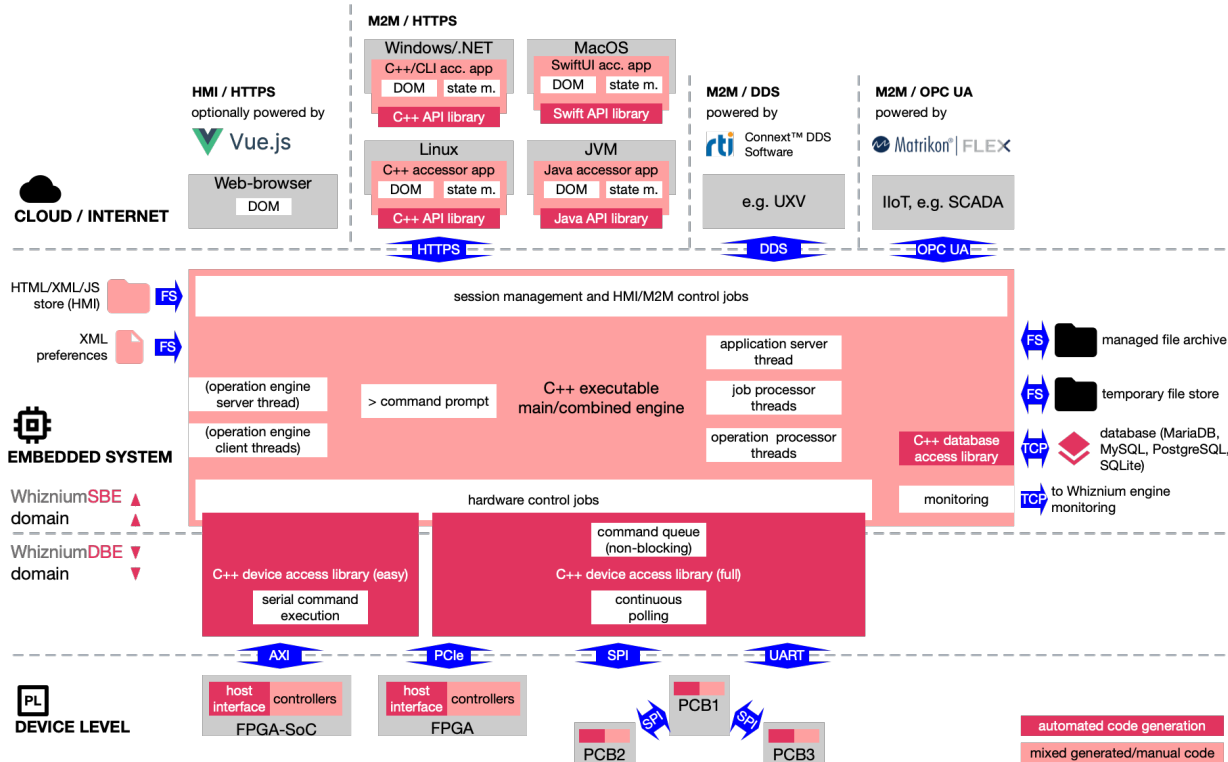 M2M / HTTPS
Windows/.NET
C++/CLI acc. app
DOM
state m.
C++ API library
MacOS
SwiftUI acc. app
DOM
state m.
Swift API library
HMI / HTTPS
optionally powered by
Vue.js
Web-browser
DOM
Linux
C++ accessor app
DOM
state m.
C++ API library
JVM
Java accessor app
DOM
state m.
Java API library
M2M / DDS
powered by
rti
Connext™ DDS
Software
e.g. UXV
M2M / OPC UA
powered by
Matrikon® FLEX
IIoT, e.g. SCADA
CLOUD / INTERNET
HTTPS
DDS
OPC UA
HTML/XML/JS
store (HMI)
FS
XML
preferences
FS
session management and HMI/M2M control jobs
(operation engine
server thread)
(operation engine
client threads)
> command prompt
C++ executable
main/combined engine
application server
thread
job processor
threads
operation processor
threads
C++ database
access library
monitoring
hardware control jobs
FS
managed file archive
FS
temporary file store
TCP
database (MariaDB,
MySQL, PostgreSQL,
SQLite)
TCP
to Whiznium engine
monitoring
EMBEDDED SYSTEM
WhizniumSBE
domain
WhizniumDBE
domain
C++ device access library (easy)
serial command
execution
command queue
(non-blocking)
C++ device access library (full)
continuous
polling
AXI
PCIe
SPI
UART
PL
DEVICE LEVEL
host
interface
controllers
FPGA-SoC
host
interface
controllers
FPGA
PCB1
SPI
SPI
PCB2
PCB3
automated code generation
mixed generated/manual code